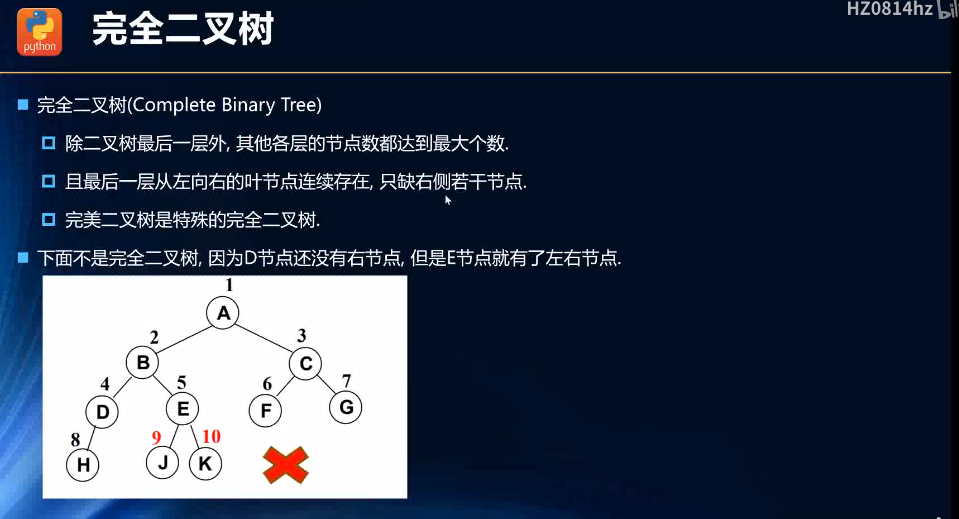 HZ0814hz bili
python
完全二叉树
完全二叉树(Complete Binary Tree)
除二叉树最后一层外, 其他各层的节点数都达到最大个数.
且最后一层从左向右的叶节点连续存在, 只缺右侧若干节点.
完美二叉树是特殊的完全二叉树.
下面不是完全二叉树, 因为D节点还没有右节点, 但是E节点就有了左右节点.
1
A
2 3
B C
4 5 6 7
D E F G
8 9 10
H J K